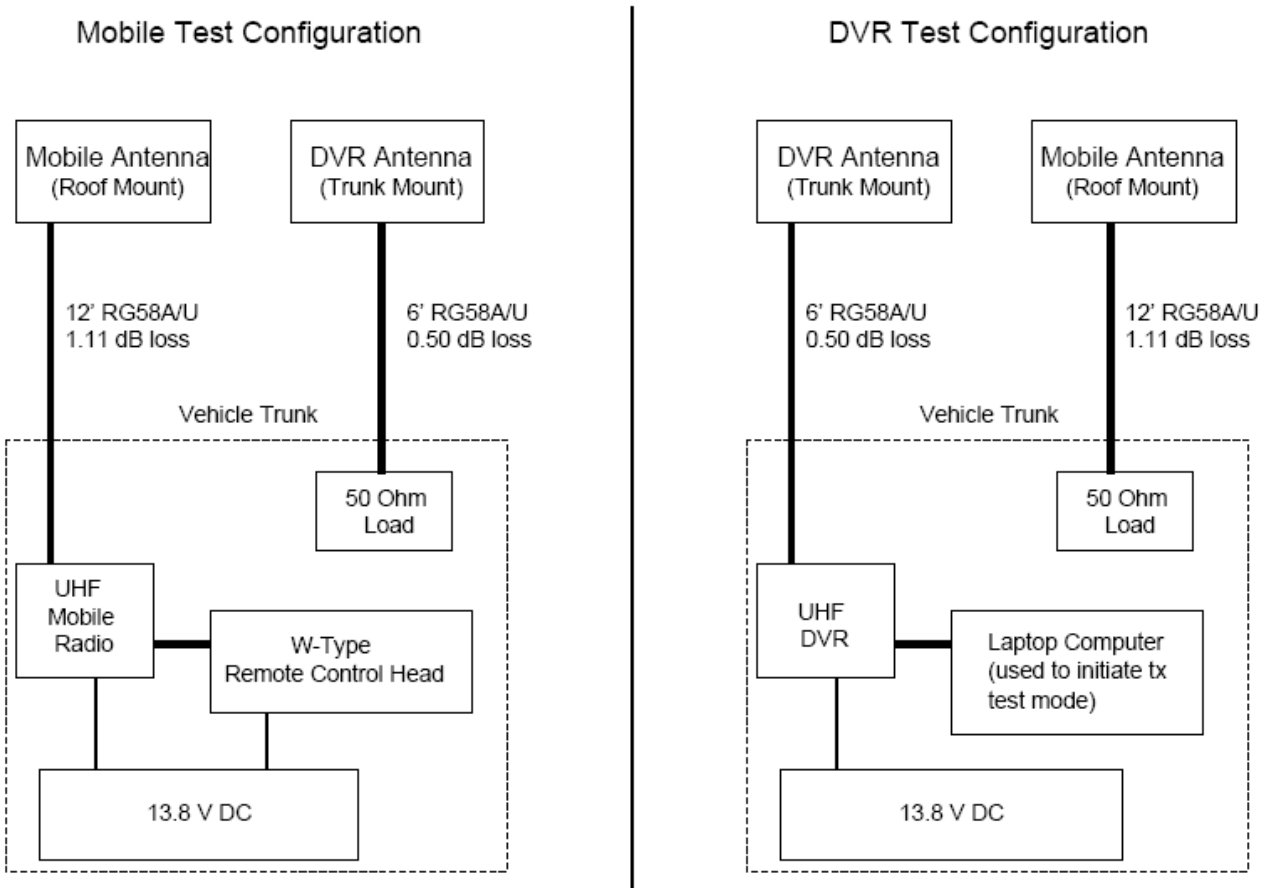 Mobile Test Configuration
Mobile Antenna
(Roof Mount)
DVR Antenna
(Trunk Mount)
12' RG58A/U
1.11 dB loss
6' RG58A/U
0.50 dB loss
Vehicle Trunk
50 Ohm
Load
UHF
Mobile
Radio
W-Type
Remote Control Head
13.8 V DC
DVR Test Configuration
DVR Antenna
(Trunk Mount)
Mobile Antenna
(Roof Mount)
6' RG58A/U
0.50 dB loss
12' RG58A/U
1.11 dB loss
Vehicle Trunk
50 Ohm
Load
UHF
DVR
Laptop Computer
(used to initiate tx
test mode)
13.8 V DC